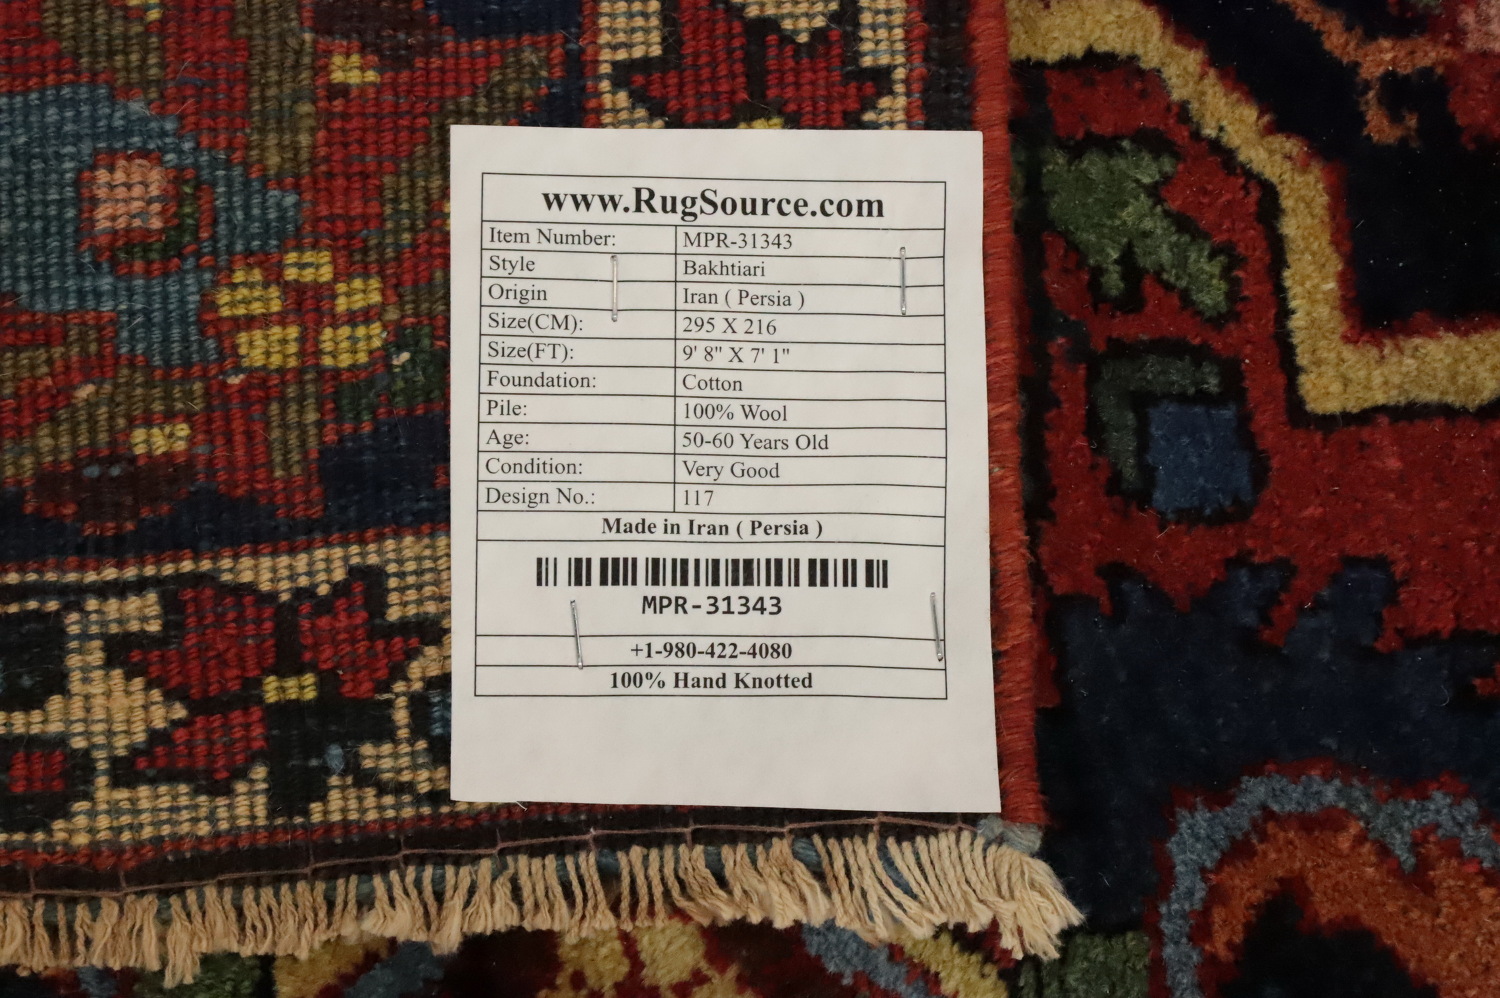 www.RugSource.com
Item Number: MPR-31343
Style Bakhtiari
Origin Iran ( Persia )
Size(CM): 295 X 216
Size(FT): 9' 8" X 7' 1"
Foundation: Cotton
Pile: 100% Wool
Age: 50-60 Years Old
Condition: Very Good
Design No.: 117
Made in Iran ( Persia )
MPR-31343
+1-980-422-4080
100% Hand Knotted